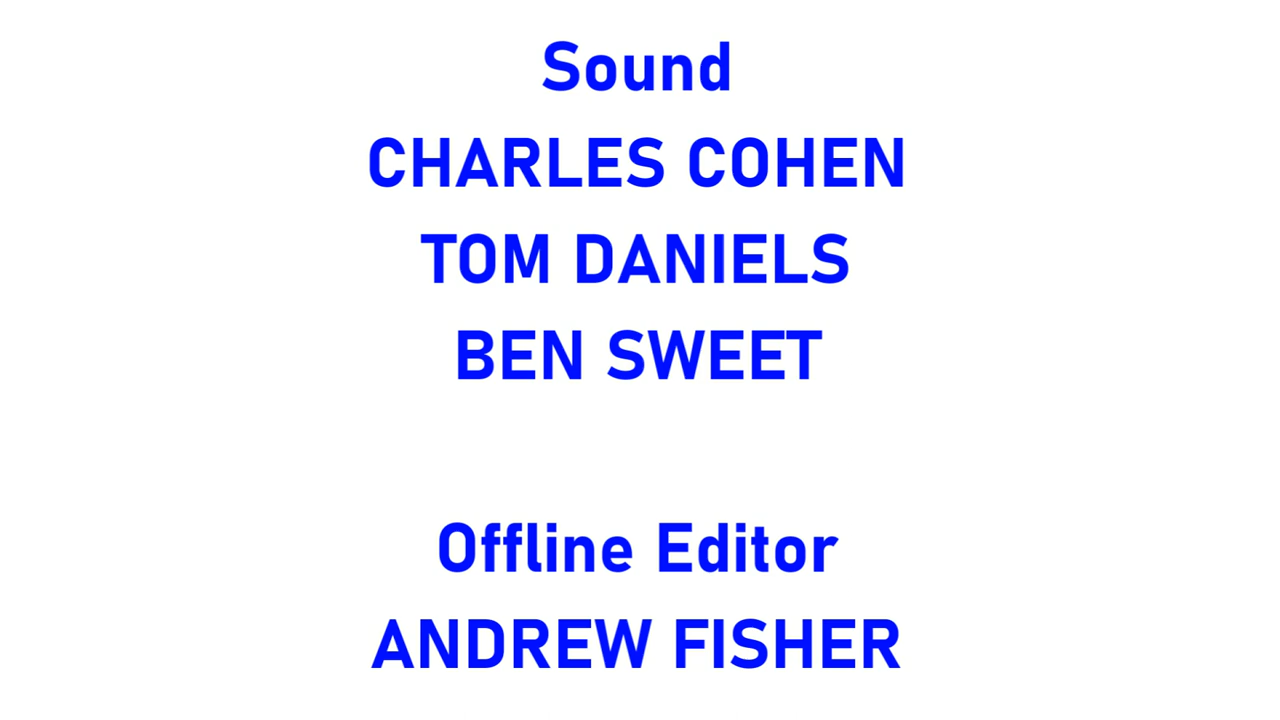 Sound
CHARLES COHEN
TOM DANIELS
BEN SWEET
Offline Editor
ANDREW FISHER